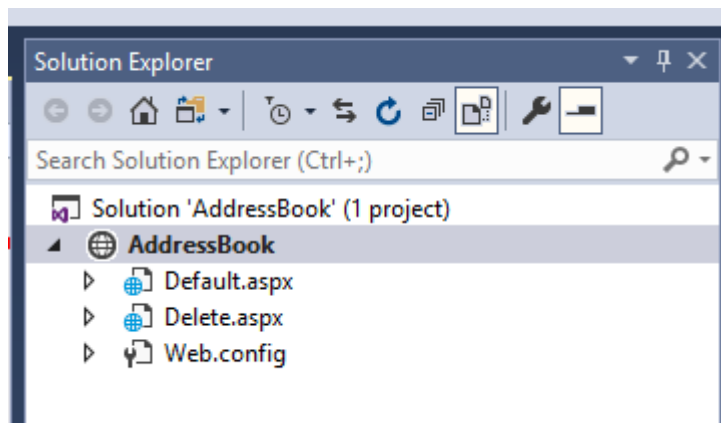 Solution Explorer
Search Solution Explorer (Ctrl+;)
Solution 'AddressBook' (1 project)
AddressBook
Default.aspx
Delete.aspx
Web.config